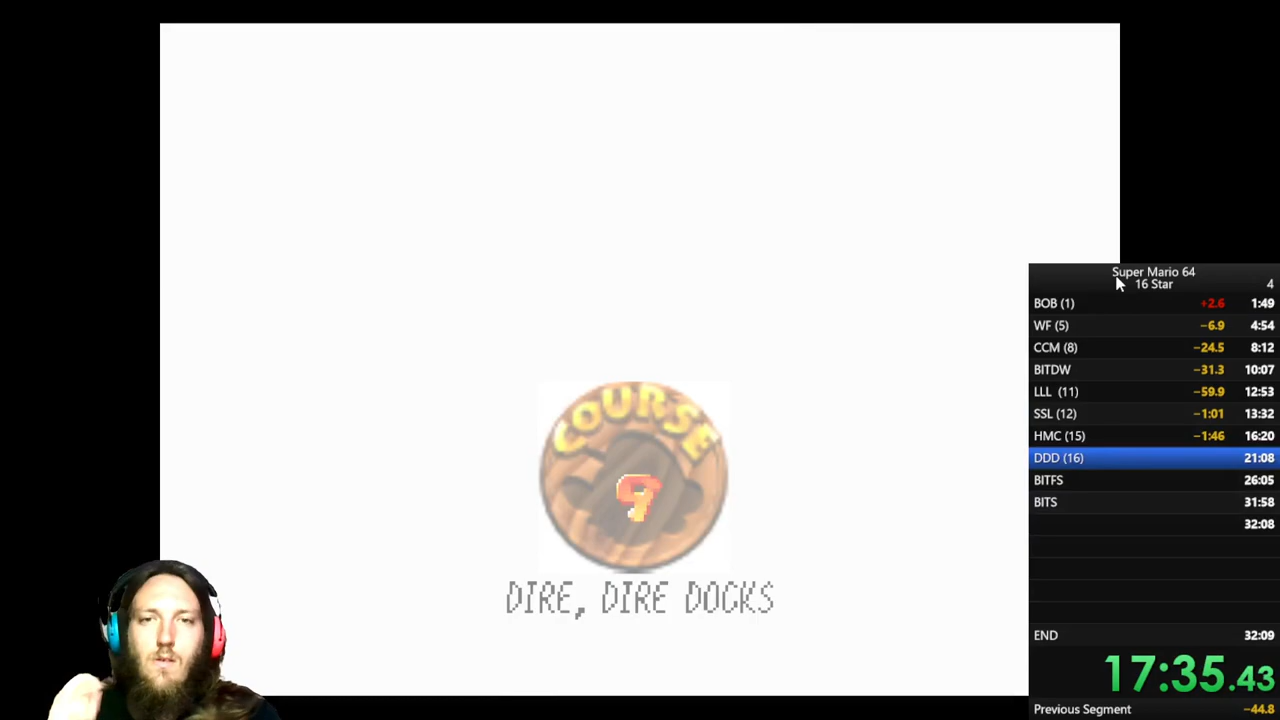 COURSE
9
DIRE, DIRE DOCKS
Super Mario 64
16 Star 4
BOB (1) +2.6 1:49
WF (5) −6.9 4:54
CCM (8) −24.5 8:12
BITDW −31.3 10:07
LLL (11) −59.9 12:53
SSL (12) −1:01 13:32
HMC (15) −1:46 16:20
DDD (16) 21:08
BITFS 26:05
BITS 31:58
32:08
END 32:09
17:35.43
Previous Segment −44.8